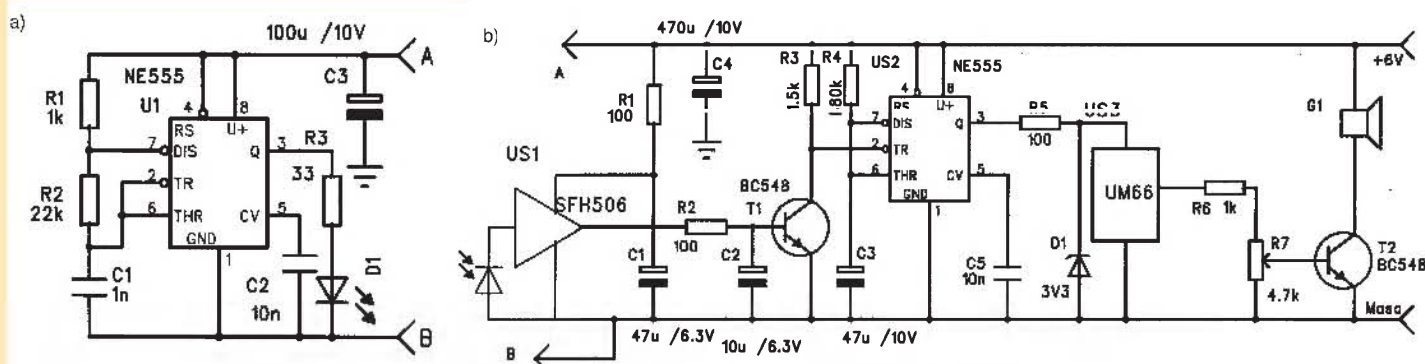 a)
100u /10V
A
NE555
U1
R1
1k
4
8
C3
RS
U+
7
DIS
Q
3
R3
33
2
TR
R2
22k
6
THR
CV
5
GND
1
C1
1n
C2
10n
D1
B
b)
470u /10V
A
R1
100
C4
R3
1.5k
R4
180k
US2
NE555
4
8
RS
U+
7
DIS
Q
3
R5
100
US3
+6V
G1
US1
SFH506
2
TR
6
THR
CV
5
GND
1
BC548
T1
R2
100
UM66
R6
1k
R7
4.7k
T2
BC548
C1
C2
C3
C5
10n
D1
3V3
Masa
47u /6.3V
10u /6.3V
47u /10V
B